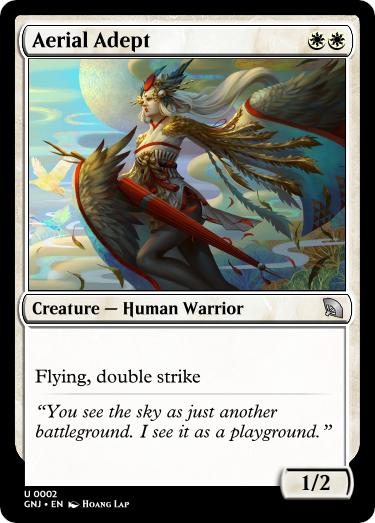 Aerial Adept
Creature — Human Warrior
Flying, double strike
“You see the sky as just another
battleground. I see it as a playground.”
1/2
U 0002
GNJ • EN Hoang Lap